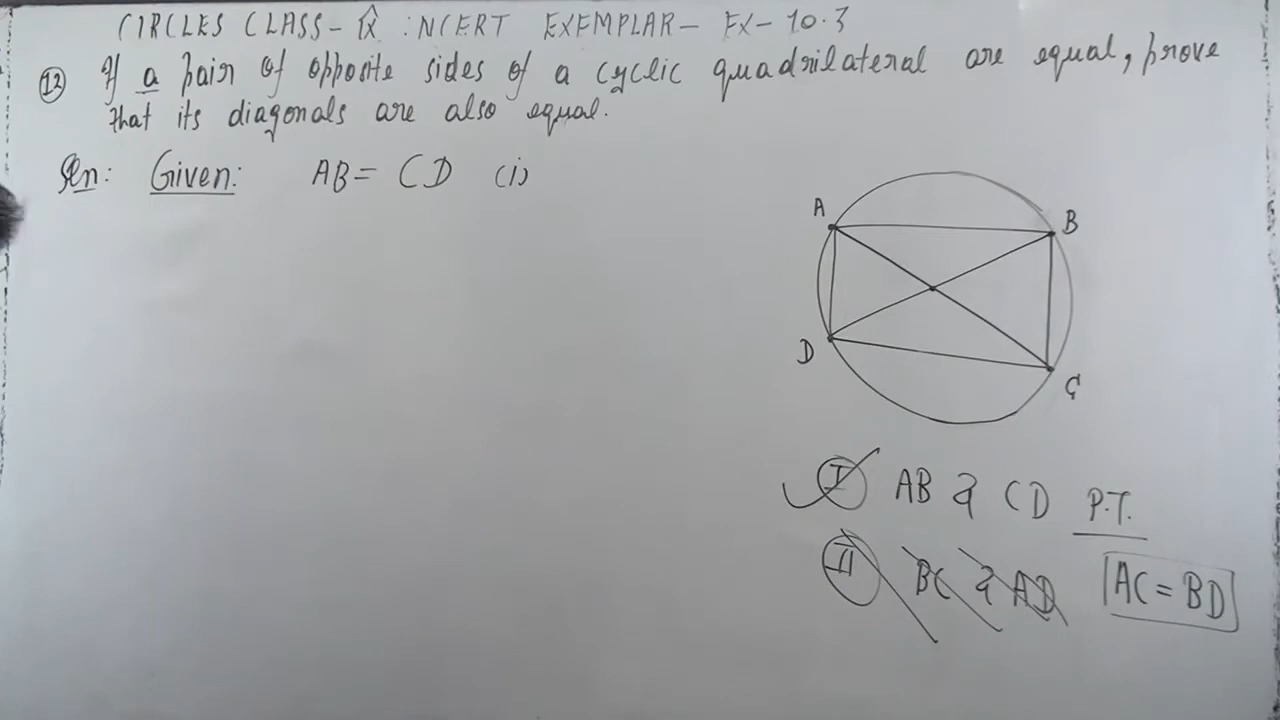 CIRCLES CLASS-IX :NCERT EXEMPLAR- EX-10.3
(12) If a pair of opposite sides of a cyclic quadrilateral are equal, prove
that its diagonals are also equal.
Sln: Given: AB = CD (i)
A
B
D
C
I AB & CD P.T.
II BC & AD AC = BD